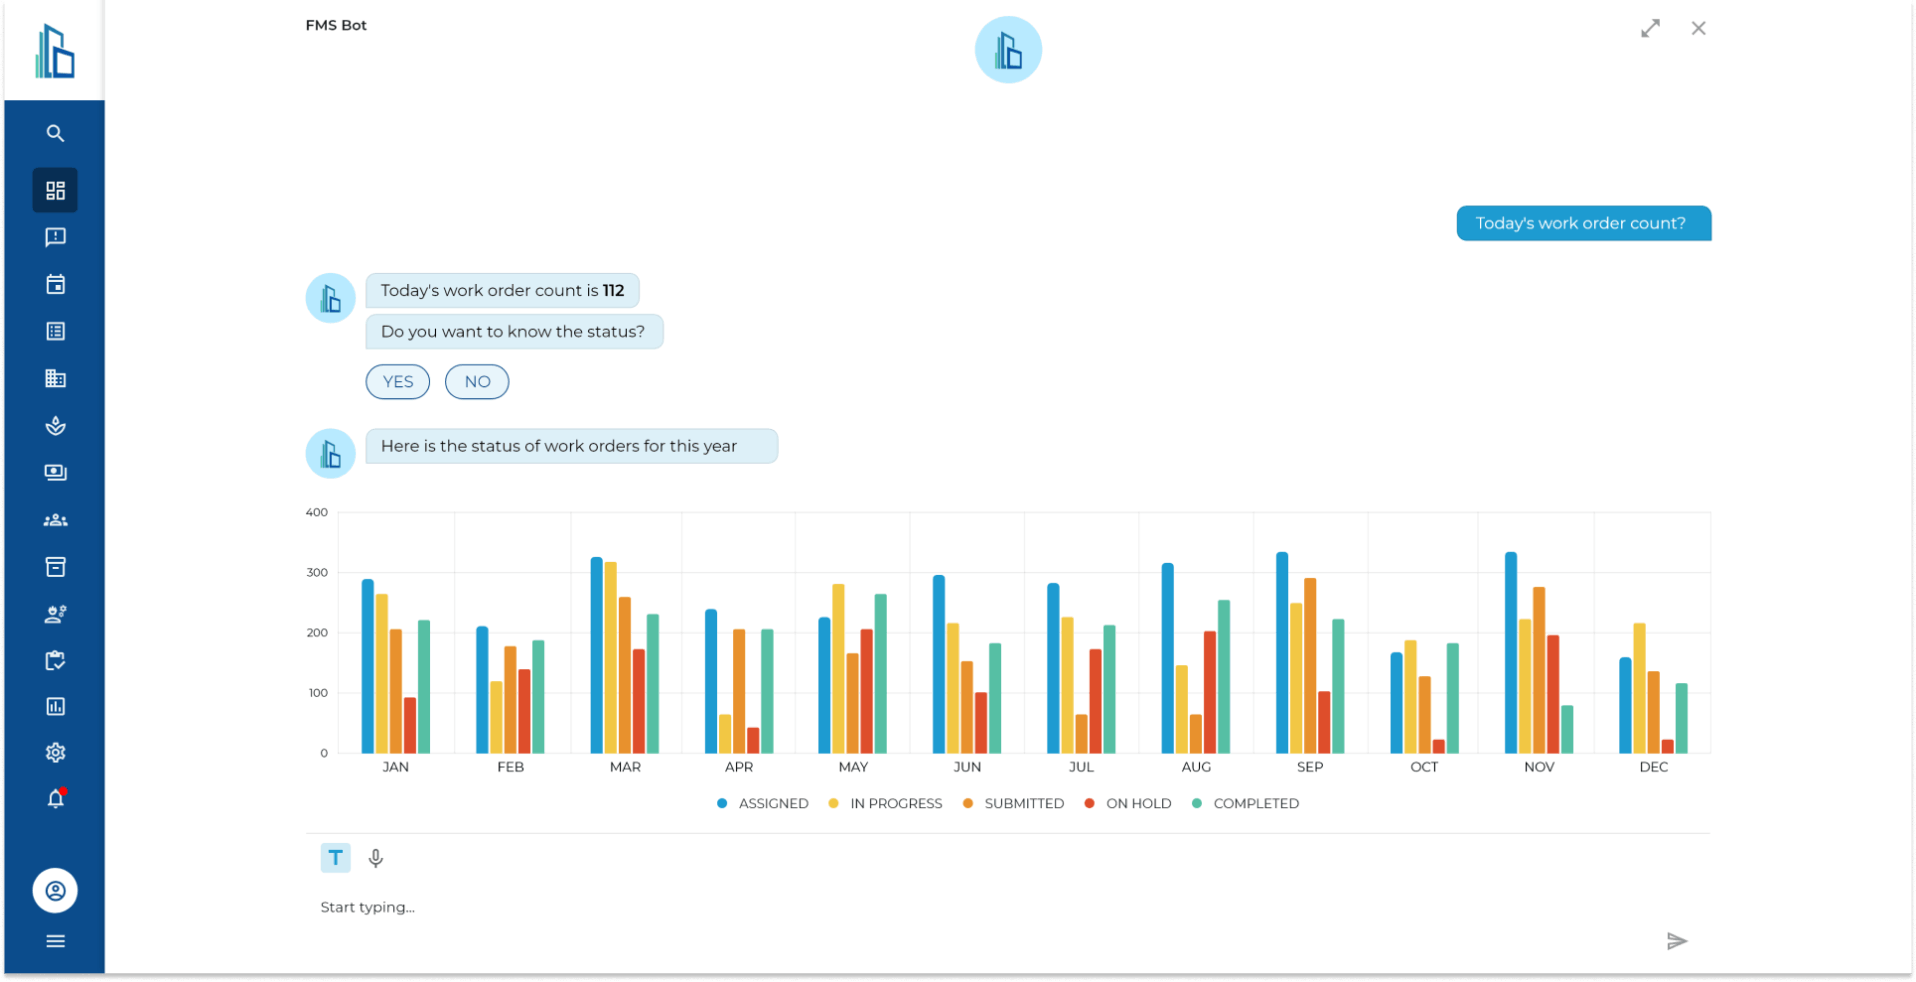 FMS Bot
Today's work order count?
Today's work order count is 112
Do you want to know the status?
YES NO
Here is the status of work orders for this year
400
300
200
100
0
JAN FEB MAR APR MAY JUN JUL AUG SEP OCT NOV DEC
ASSIGNED IN PROGRESS SUBMITTED ON HOLD COMPLETED
T
Start typing...